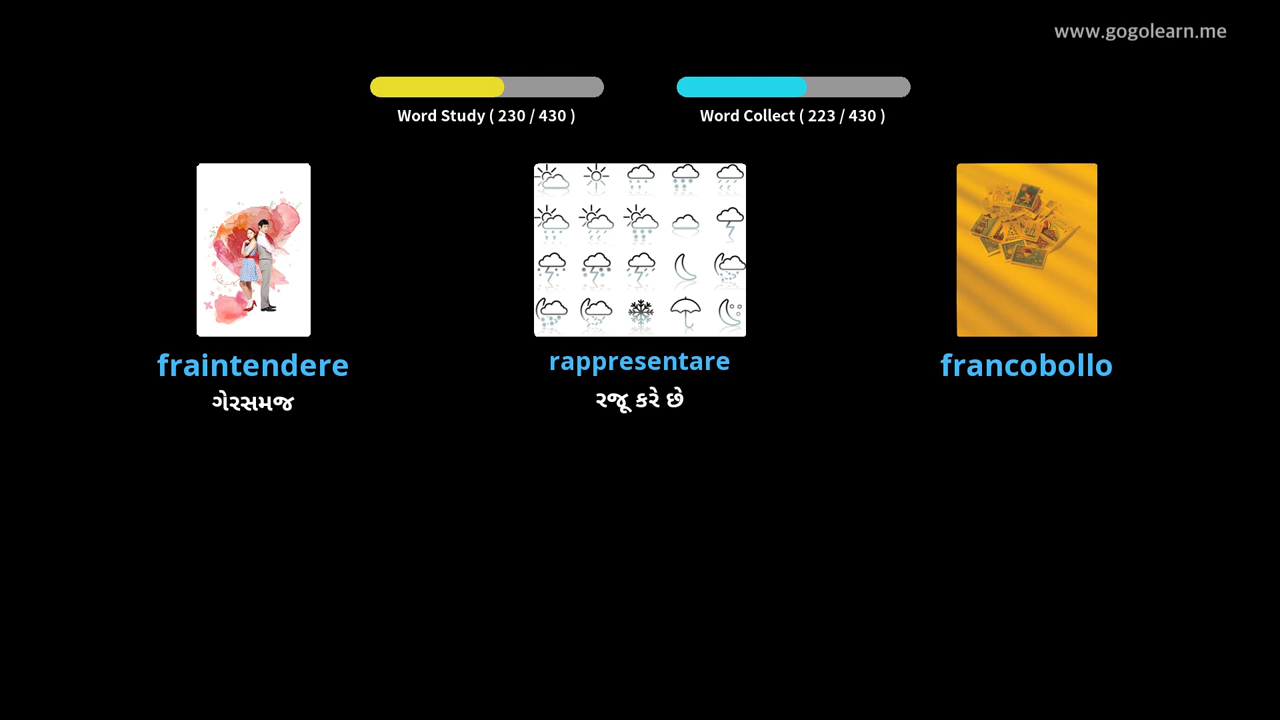 www.gogolearn.me
Word Study ( 230 / 430 )
Word Collect ( 223 / 430 )
fraintendere
rappresentare
francobollo
ગેરસમજ
રજૂ કરે છે